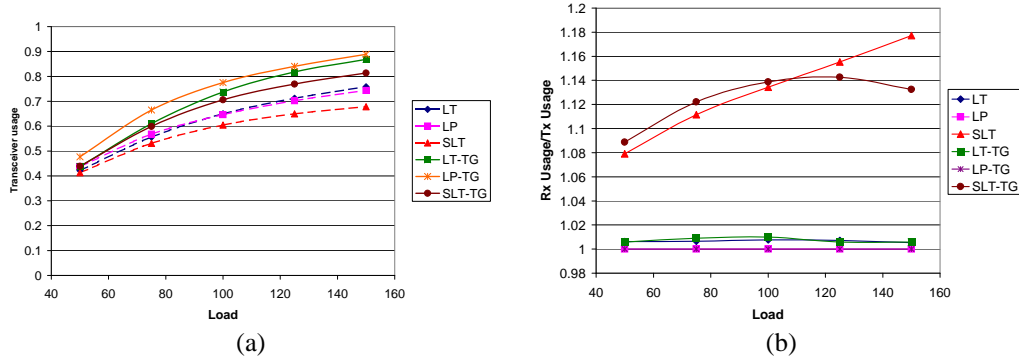 1
0.9
0.8
0.7
0.6
0.5
0.4
0.3
0.2
0.1
0
Transceiver usage
40 60 80 100 120 140 160
Load
LT
LP
SLT
LT-TG
LP-TG
SLT-TG
(a)
1.2
1.18
1.16
1.14
1.12
1.1
1.08
1.06
1.04
1.02
1
0.98
Rx Usage/Tx Usage
40 60 80 100 120 140 160
Load
LT
LP
SLT
LT-TG
LP-TG
SLT-TG
(b)